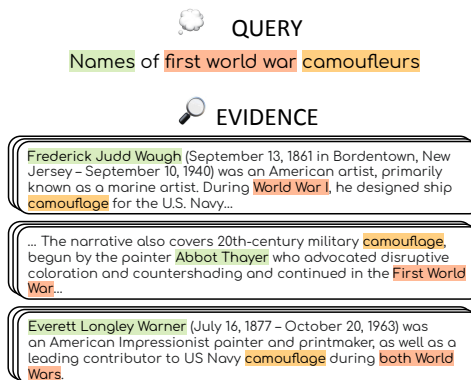 QUERY
Names of first world war camoufleurs
EVIDENCE
Frederick Judd Waugh (September 13, 1861 in Bordentown, New
Jersey – September 10, 1940) was an American artist, primarily
known as a marine artist. During World War I, he designed ship
camouflage for the U.S. Navy...
... The narrative also covers 20th-century military camouflage,
begun by the painter Abbot Thayer who advocated disruptive
coloration and countershading and continued in the First World
War...
Everett Longley Warner (July 16, 1877 – October 20, 1963) was
an American Impressionist painter and printmaker, as well as a
leading contributor to US Navy camouflage during both World
Wars.